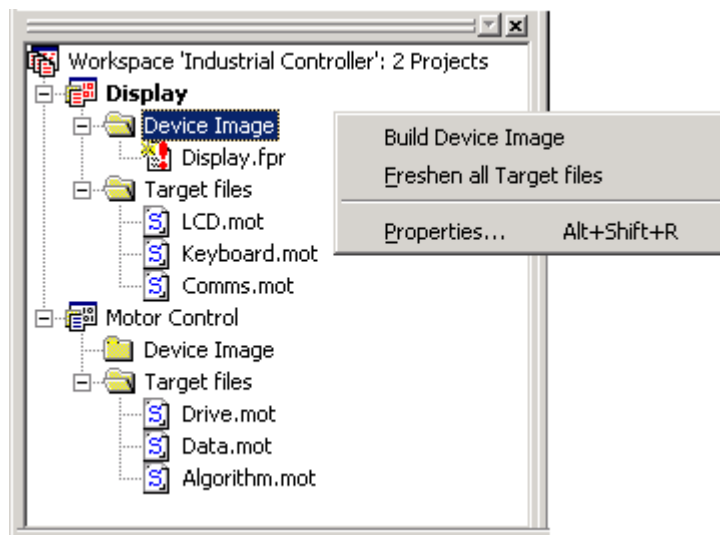 Workspace 'Industrial Controller': 2 Projects
Display
Device Image
Display.fpr
Target files
LCD.mot
Keyboard.mot
Comms.mot
Motor Control
Device Image
Target files
Drive.mot
Data.mot
Algorithm.mot
Build Device Image
Freshen all Target files
Properties... Alt+Shift+R